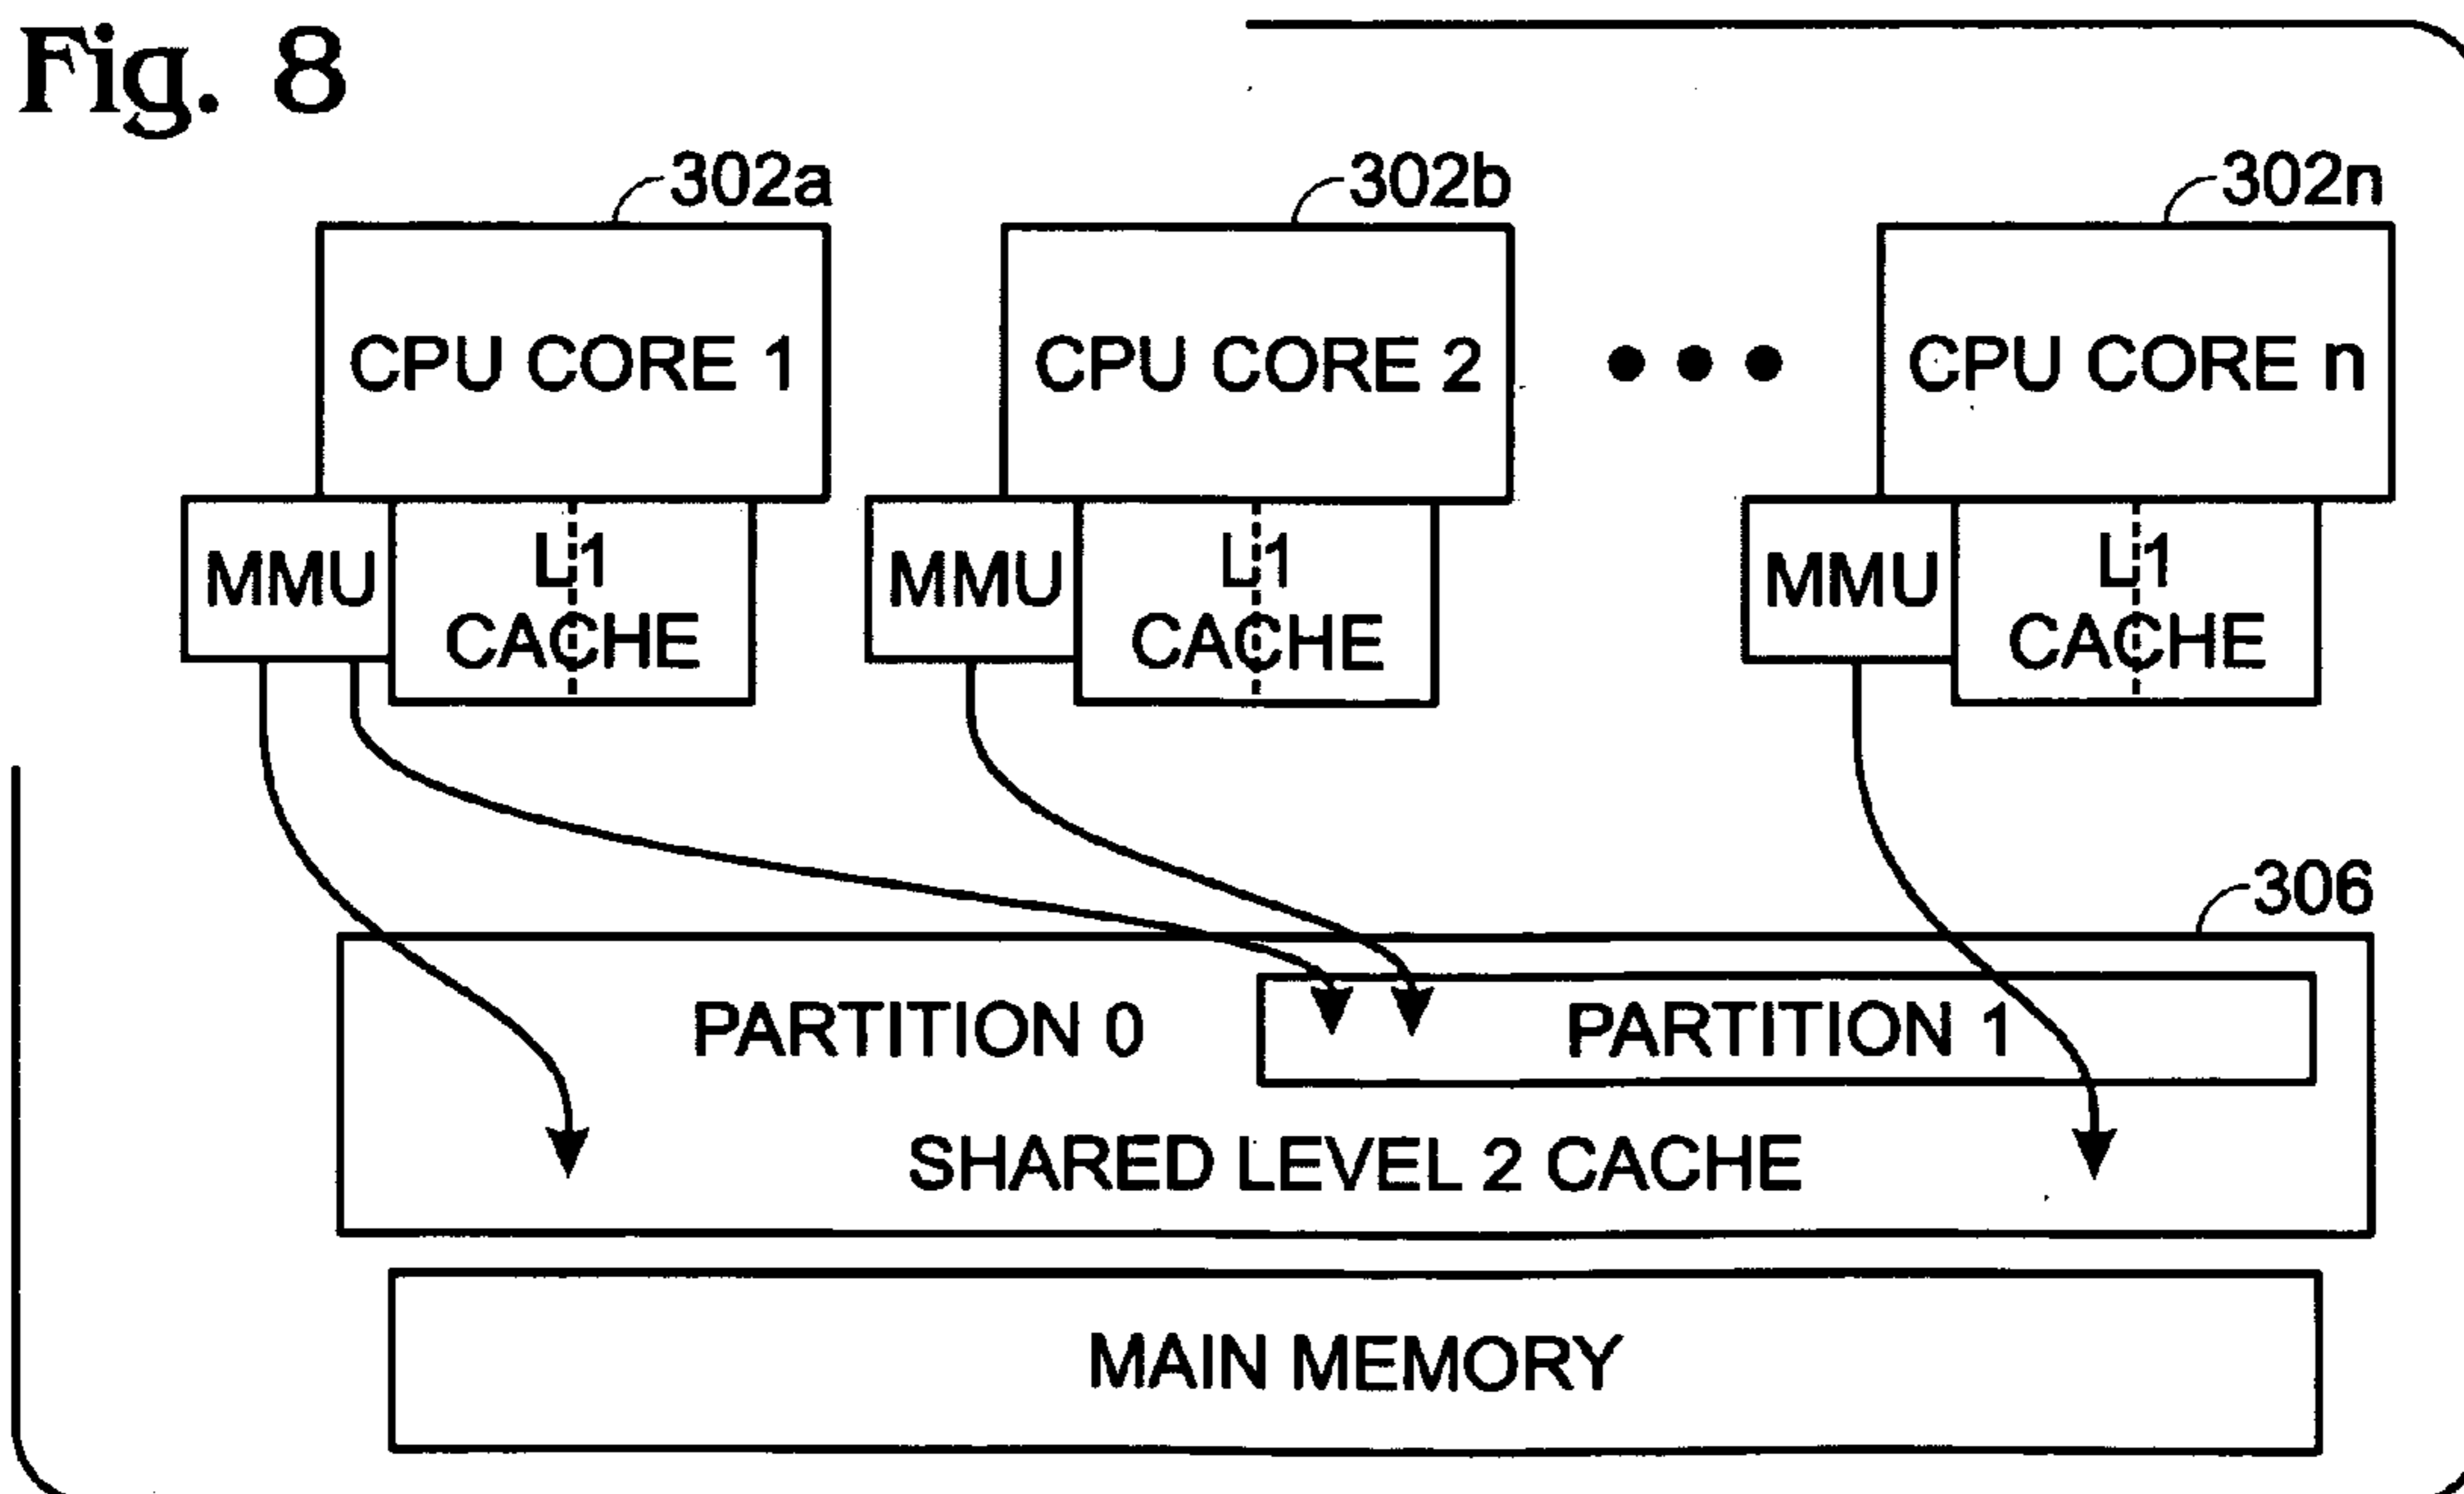 Fig. 8
302a
302b
302n
CPU CORE 1
CPU CORE 2
CPU CORE n
MMU
L1
CACHE
MMU
L1
CACHE
MMU
L1
CACHE
306
PARTITION 0
PARTITION 1
SHARED LEVEL 2 CACHE
MAIN MEMORY